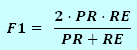 F1 = 2 · PR · RE / PR + RE